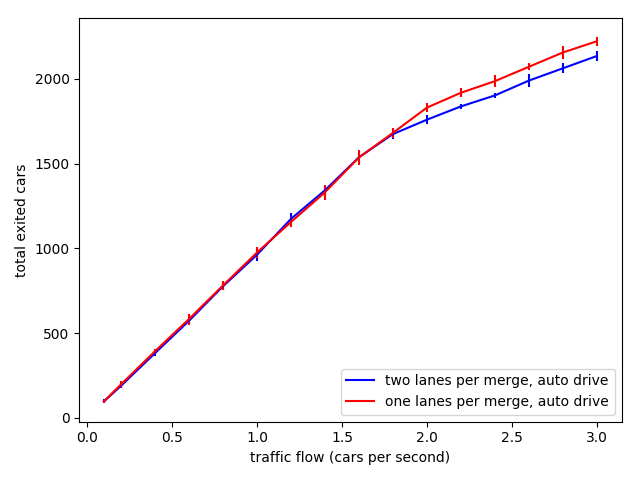 total exited cars
2000
1500
1000
500
0
0.0 0.5 1.0 1.5 2.0 2.5 3.0
traffic flow (cars per second)
two lanes per merge, auto drive
one lanes per merge, auto drive